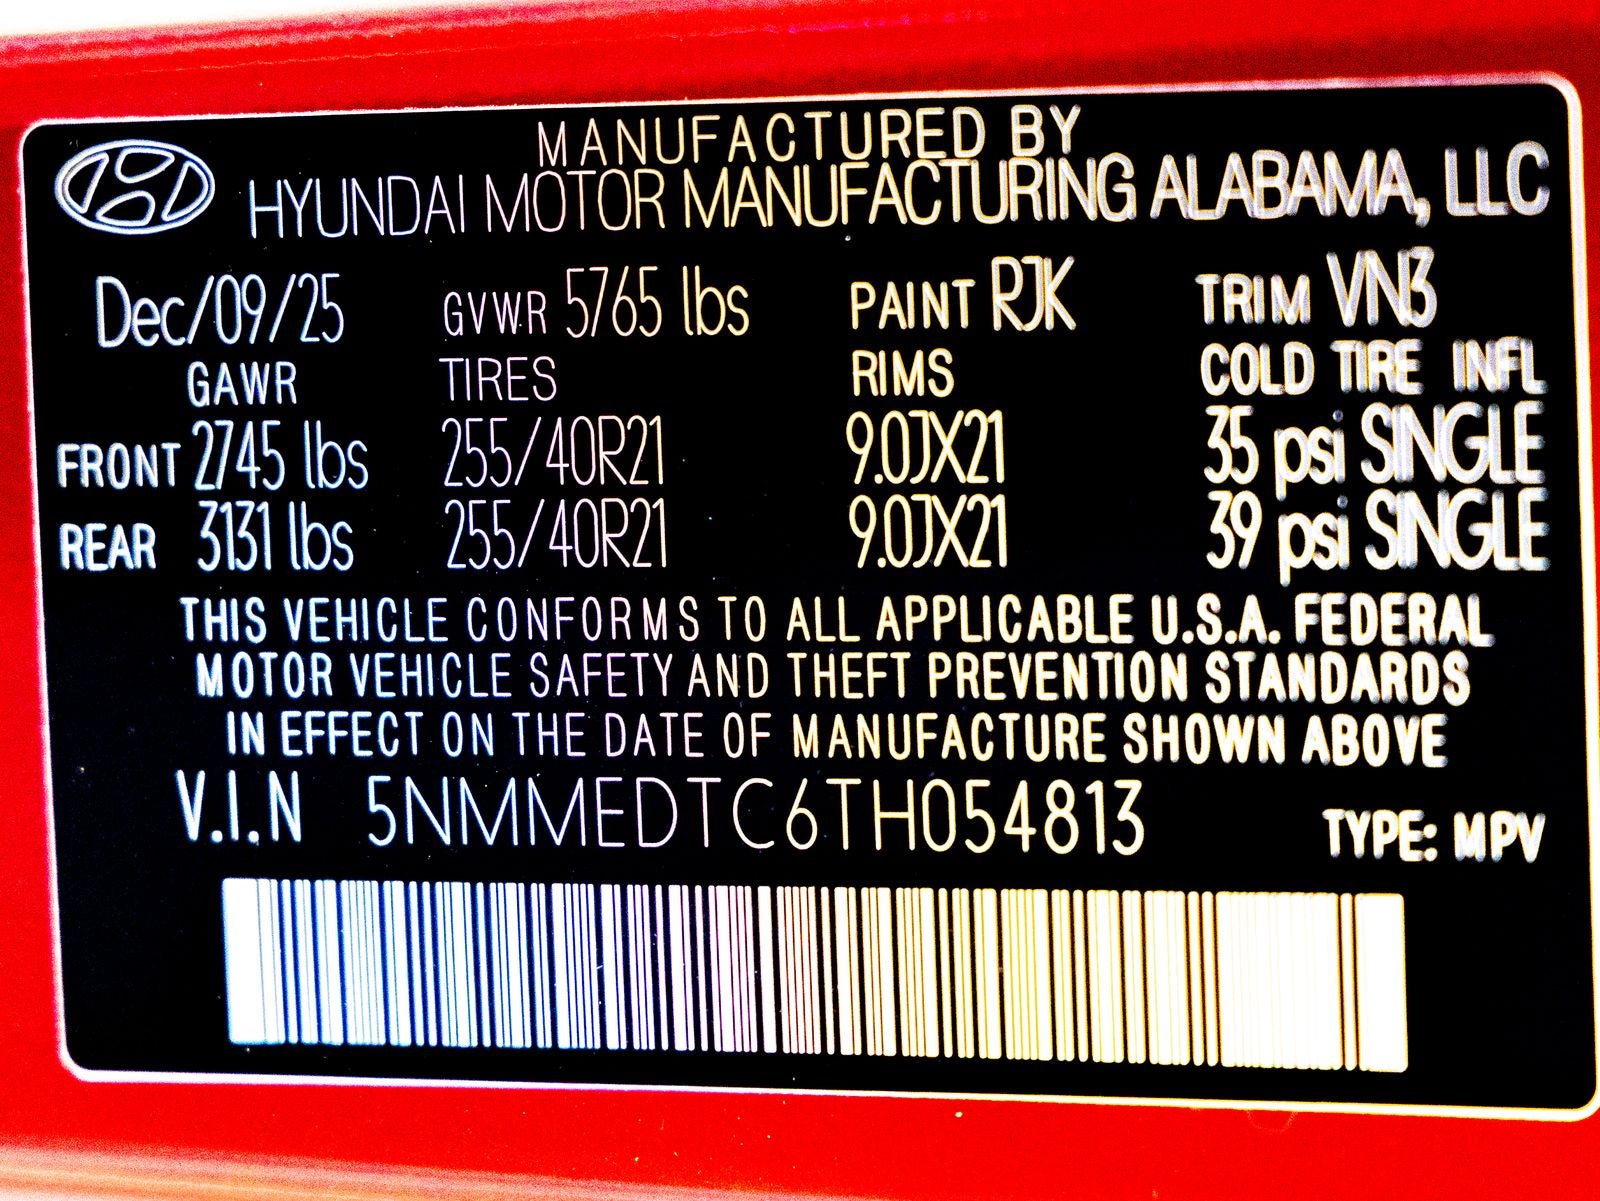 MANUFACTURED BY
HYUNDAI MOTOR MANUFACTURING ALABAMA, LLC
Dec/09/25 GVWR 5765 lbs PAINT RJK TRIM VN3
GAWR TIRES RIMS COLD TIRE INFL
FRONT 2745 lbs 255/40R21 9.0JX21 35 psi SINGLE
REAR 3131 lbs 255/40R21 9.0JX21 39 psi SINGLE
THIS VEHICLE CONFORMS TO ALL APPLICABLE U.S.A. FEDERAL
MOTOR VEHICLE SAFETY AND THEFT PREVENTION STANDARDS
IN EFFECT ON THE DATE OF MANUFACTURE SHOWN ABOVE
V.I.N 5NMMEDTC6TH054813 TYPE: MPV